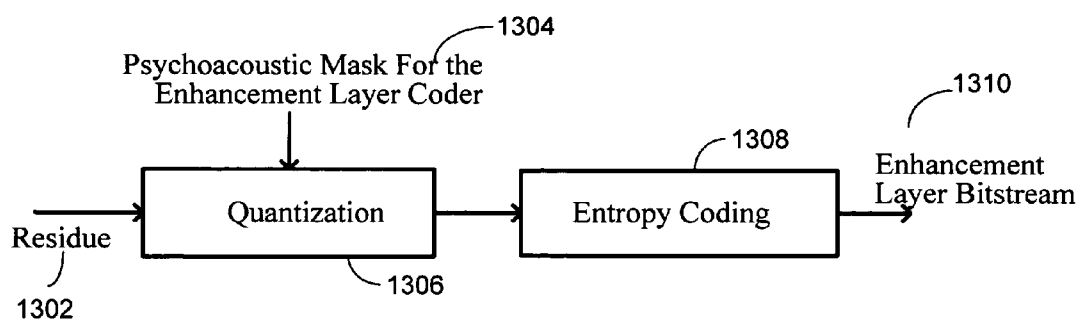 1304
Psychoacoustic Mask For the
Enhancement Layer Coder
1310
1308
Enhancement
Layer Bitstream
Quantization
Entropy Coding
Residue
1306
1302